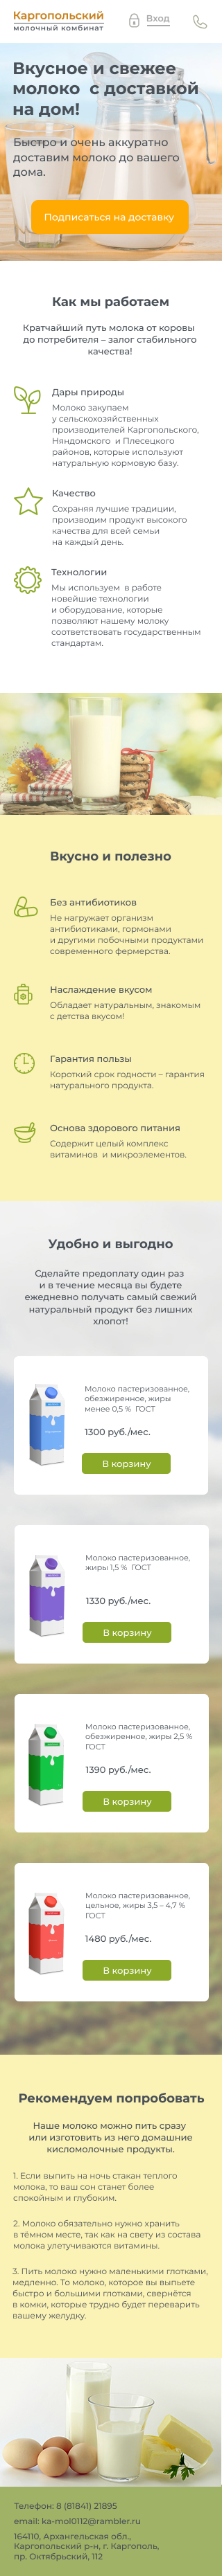 Каргопольский
молочный комбинат
Вход
Вкусное и свежее
молоко с доставкой
на дом!
Быстро и очень аккуратно
доставим молоко до вашего
дома.
Подписаться на доставку
Как мы работаем
Кратчайший путь молока от коровы
до потребителя – залог стабильного
качества!
Дары природы
Молоко закупаем
у сельскохозяйственных
производителей Каргопольского,
Няндомского и Плесецкого
районов, которые используют
натуральную кормовую базу.
Качество
Сохраняя лучшие традиции,
производим продукт высокого
качества для всей семьи
на каждый день.
Технологии
Мы используем в работе
новейшие технологии
и оборудование, которые
позволяют нашему молоку
соответствовать государственным
стандартам.
Вкусно и полезно
Без антибиотиков
Не нагружает организм
антибиотиками, гормонами
и другими побочными продуктами
современного фермерства.
Наслаждение вкусом
Обладает натуральным, знакомым
с детства вкусом!
Гарантия пользы
Короткий срок годности – гарантия
натурального продукта.
Основа здорового питания
Содержит целый комплекс
витаминов и микроэлементов.
Удобно и выгодно
Сделайте предоплату один раз
и в течение месяца вы будете
ежедневно получать самый свежий
натуральный продукт без лишних
хлопот!
Молоко пастеризованное,
обезжиренное, жиры
менее 0,5 % ГОСТ
1300 руб./мес.
В корзину
Молоко пастеризованное,
жиры 1,5 % ГОСТ
1330 руб./мес.
В корзину
Молоко пастеризованное,
обезжиренное, жиры 2,5 %
ГОСТ
1390 руб./мес.
В корзину
Молоко пастеризованное,
цельное, жиры 3,5 – 4,7 %
ГОСТ
1480 руб./мес.
В корзину
Рекомендуем попробовать
Наше молоко можно пить сразу
или изготовить из него домашние
кисломолочные продукты.
1. Если выпить на ночь стакан теплого
молока, то ваш сон станет более
спокойным и глубоким.
2. Молоко обязательно нужно хранить
в тёмном месте, так как на свету из состава
молока улетучиваются витамины.
3. Пить молоко нужно маленькими глотками,
медленно. То молоко, которое вы выпьете
быстро и большими глотками, свернётся
в комки, которые трудно будет переварить
вашему желудку.
Телефон: 8 (81841) 21895
email: ka-mol0112@rambler.ru
164110, Архангельская обл.,
Каргопольский р-н, г. Каргополь,
пр. Октябрьский, 112